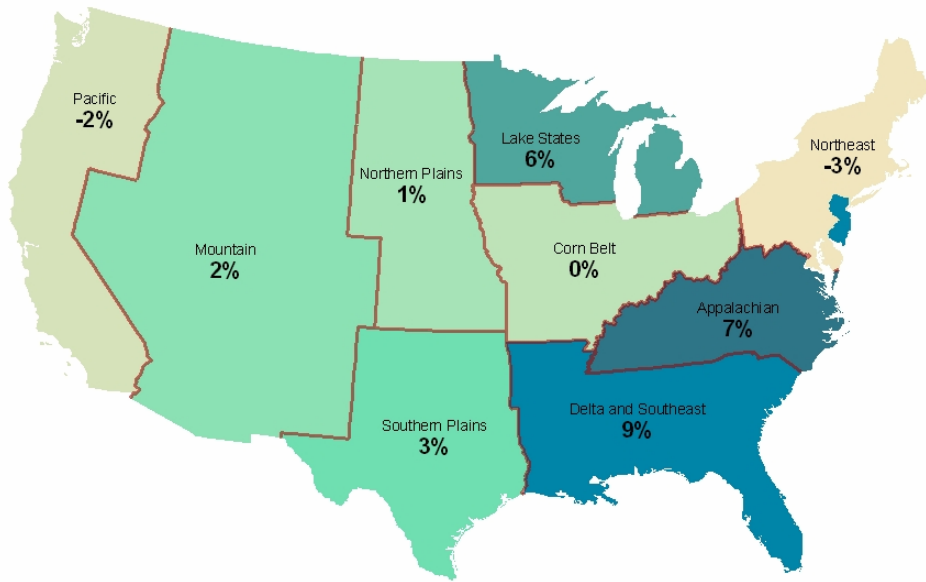 Pacific
-2%
Mountain
2%
Northern Plains
1%
Southern Plains
3%
Lake States
6%
Corn Belt
0%
Delta and Southeast
9%
Appalachian
7%
Northeast
-3%